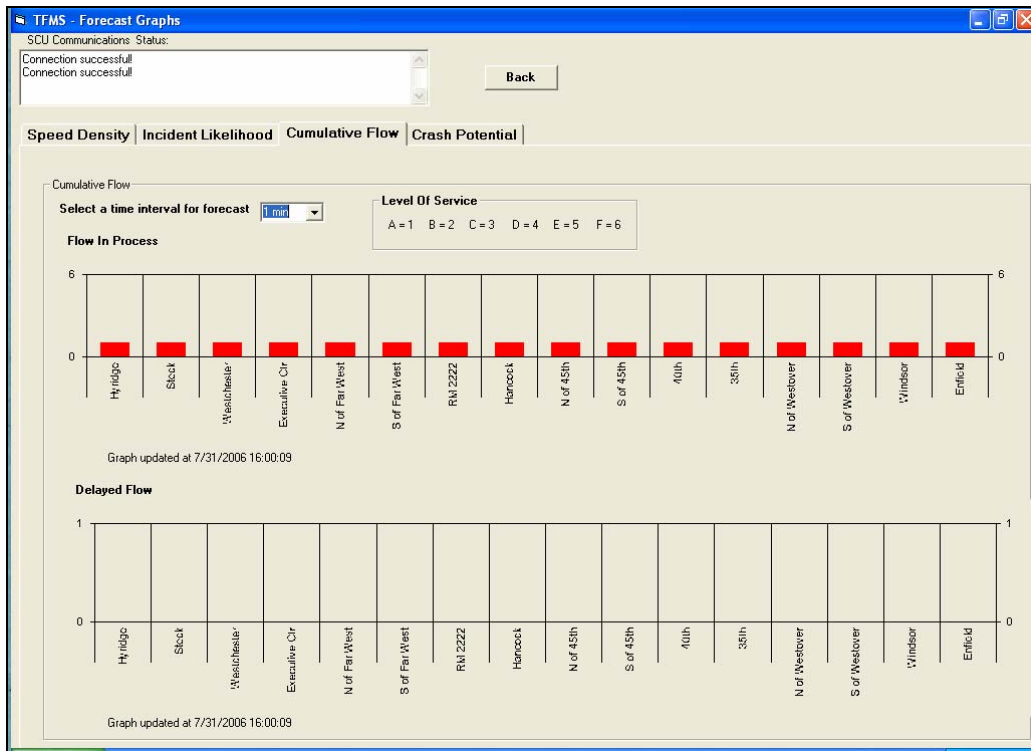 TFMS - Forecast Graphs
SCU Communications Status:
Connection successful!
Connection successful!
Back
Speed Density
Incident Likelihood
Cumulative Flow
Crash Potential
Cumulative Flow
Select a time interval for forecast
1 min
Level Of Service
A = 1 B = 2 C = 3 D = 4 E = 5 F = 6
Flow In Process
6
6
0
0
Hyridge
Steck
Westchester
Executive Ctr
N of Far West
S of Far West
RM 2222
Hancock
N of 45th
S of 45th
40th
35th
N of Westover
S of Westover
Windsor
Enfield
Graph updated at 7/31/2006 16:00:09
Delayed Flow
1
1
0
0
Hyridge
Steck
Westchester
Executive Ctr
N of Far West
S of Far West
RM 2222
Hancock
N of 45th
S of 45th
40th
35th
N of Westover
S of Westover
Windsor
Enfield
Graph updated at 7/31/2006 16:00:09